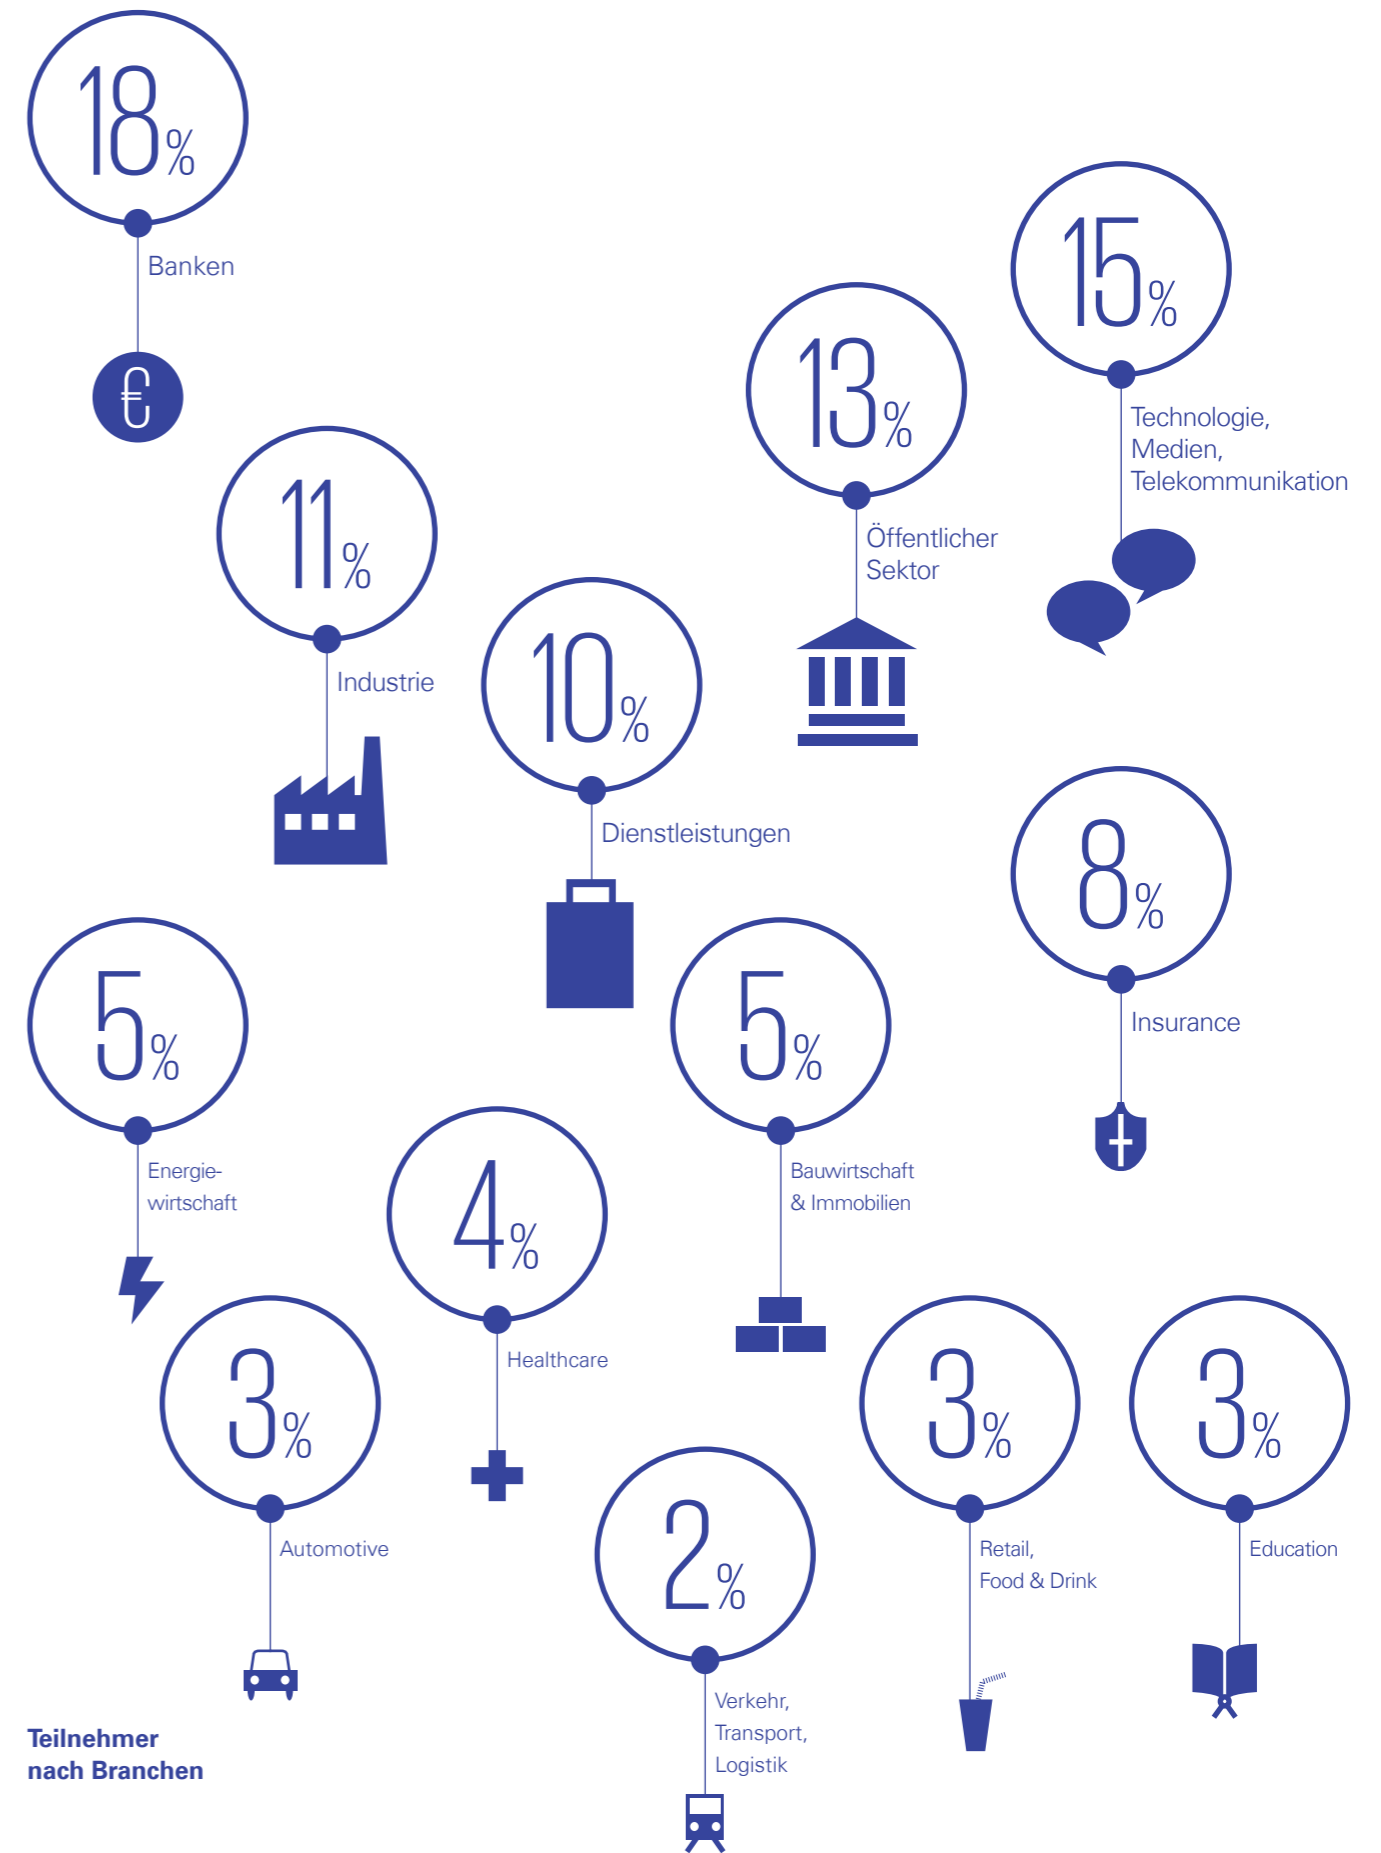 18%
Banken
€
15%
Technologie,
Medien,
Telekommunikation
13%
Öffentlicher
Sektor
11%
Industrie
10%
Dienstleistungen
8%
Insurance
5%
Energie-
wirtschaft
5%
Bauwirtschaft
& Immobilien
4%
Healthcare
3%
Automotive
3%
Retail,
Food & Drink
3%
Education
2%
Verkehr,
Transport,
Logistik
Teilnehmer
nach Branchen